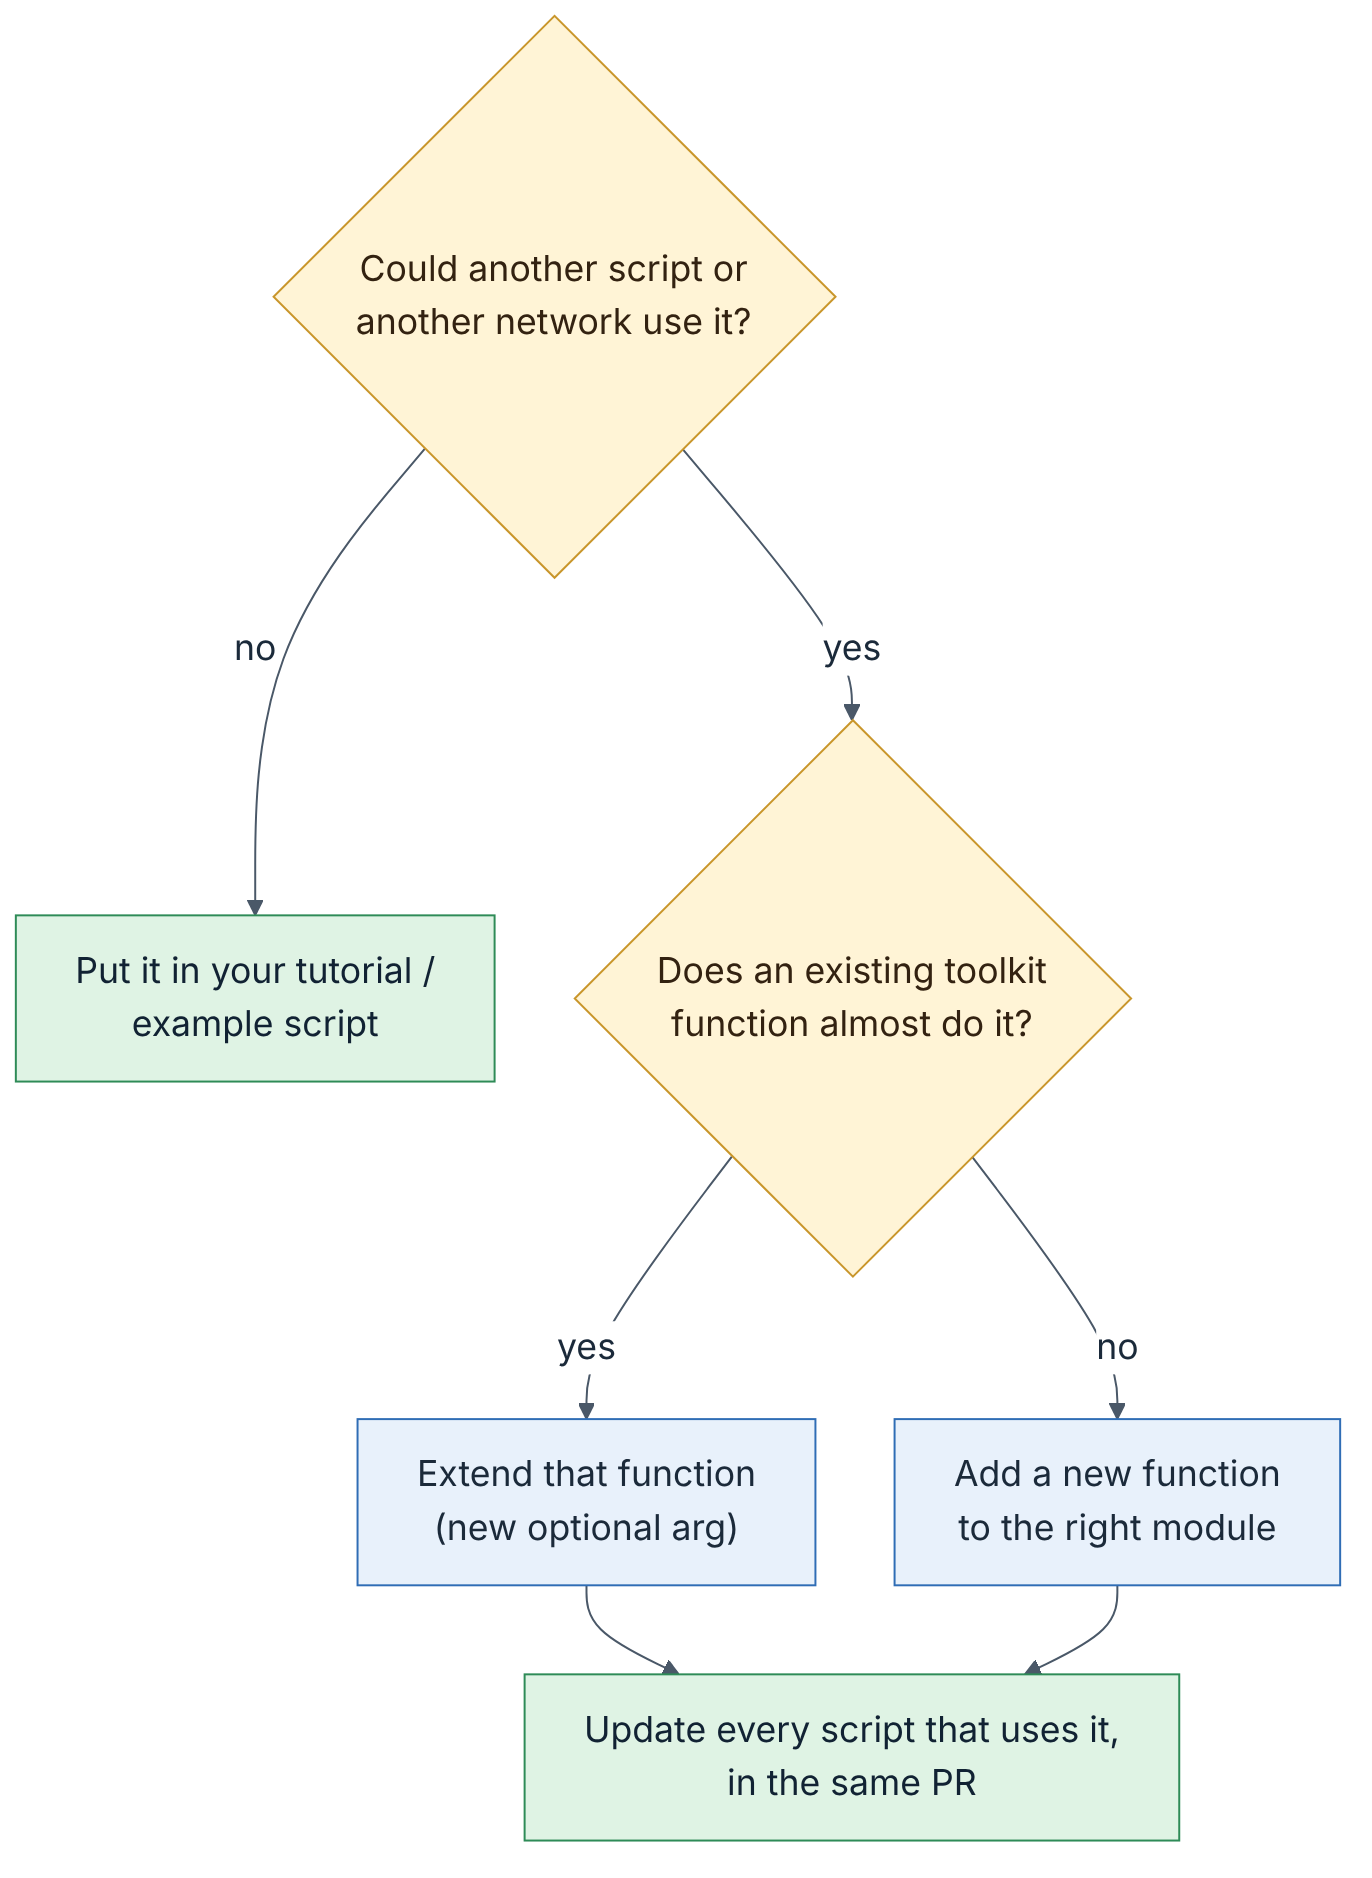 Could another script or
another network use it?
no
yes
Put it in your tutorial /
example script
Does an existing toolkit
function almost do it?
yes
no
Extend that function
(new optional arg)
Add a new function
to the right module
Update every script that uses it,
in the same PR